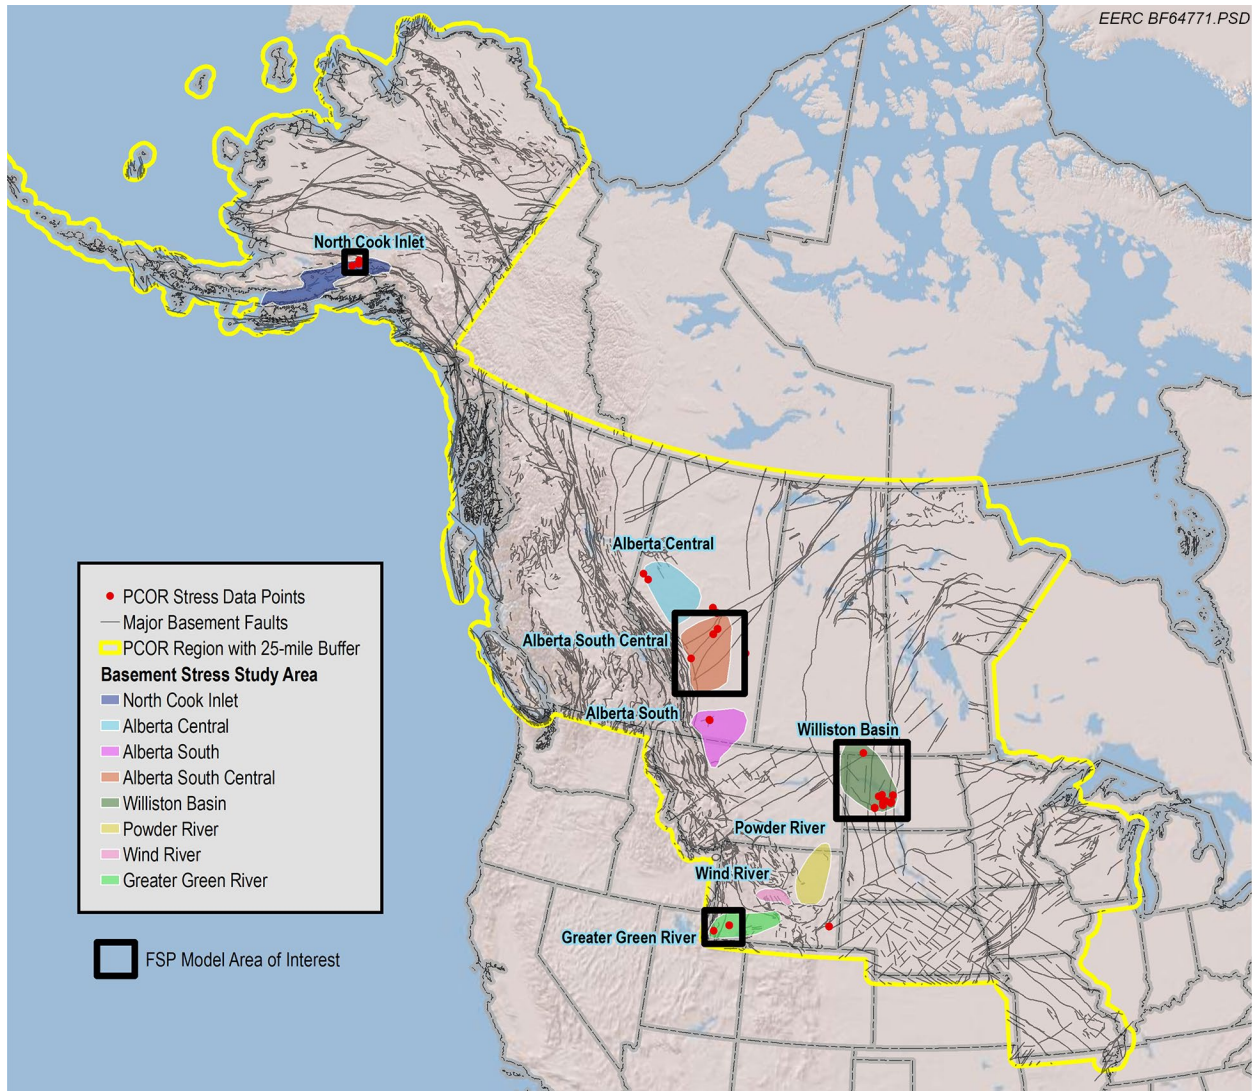 EERC BF64771.PSD
North Cook Inlet
Alberta Central
Alberta South Central
Alberta South
Williston Basin
Powder River
Wind River
Greater Green River
PCOR Stress Data Points
Major Basement Faults
PCOR Region with 25-mile Buffer
Basement Stress Study Area
North Cook Inlet
Alberta Central
Alberta South
Alberta South Central
Williston Basin
Powder River
Wind River
Greater Green River
FSP Model Area of Interest